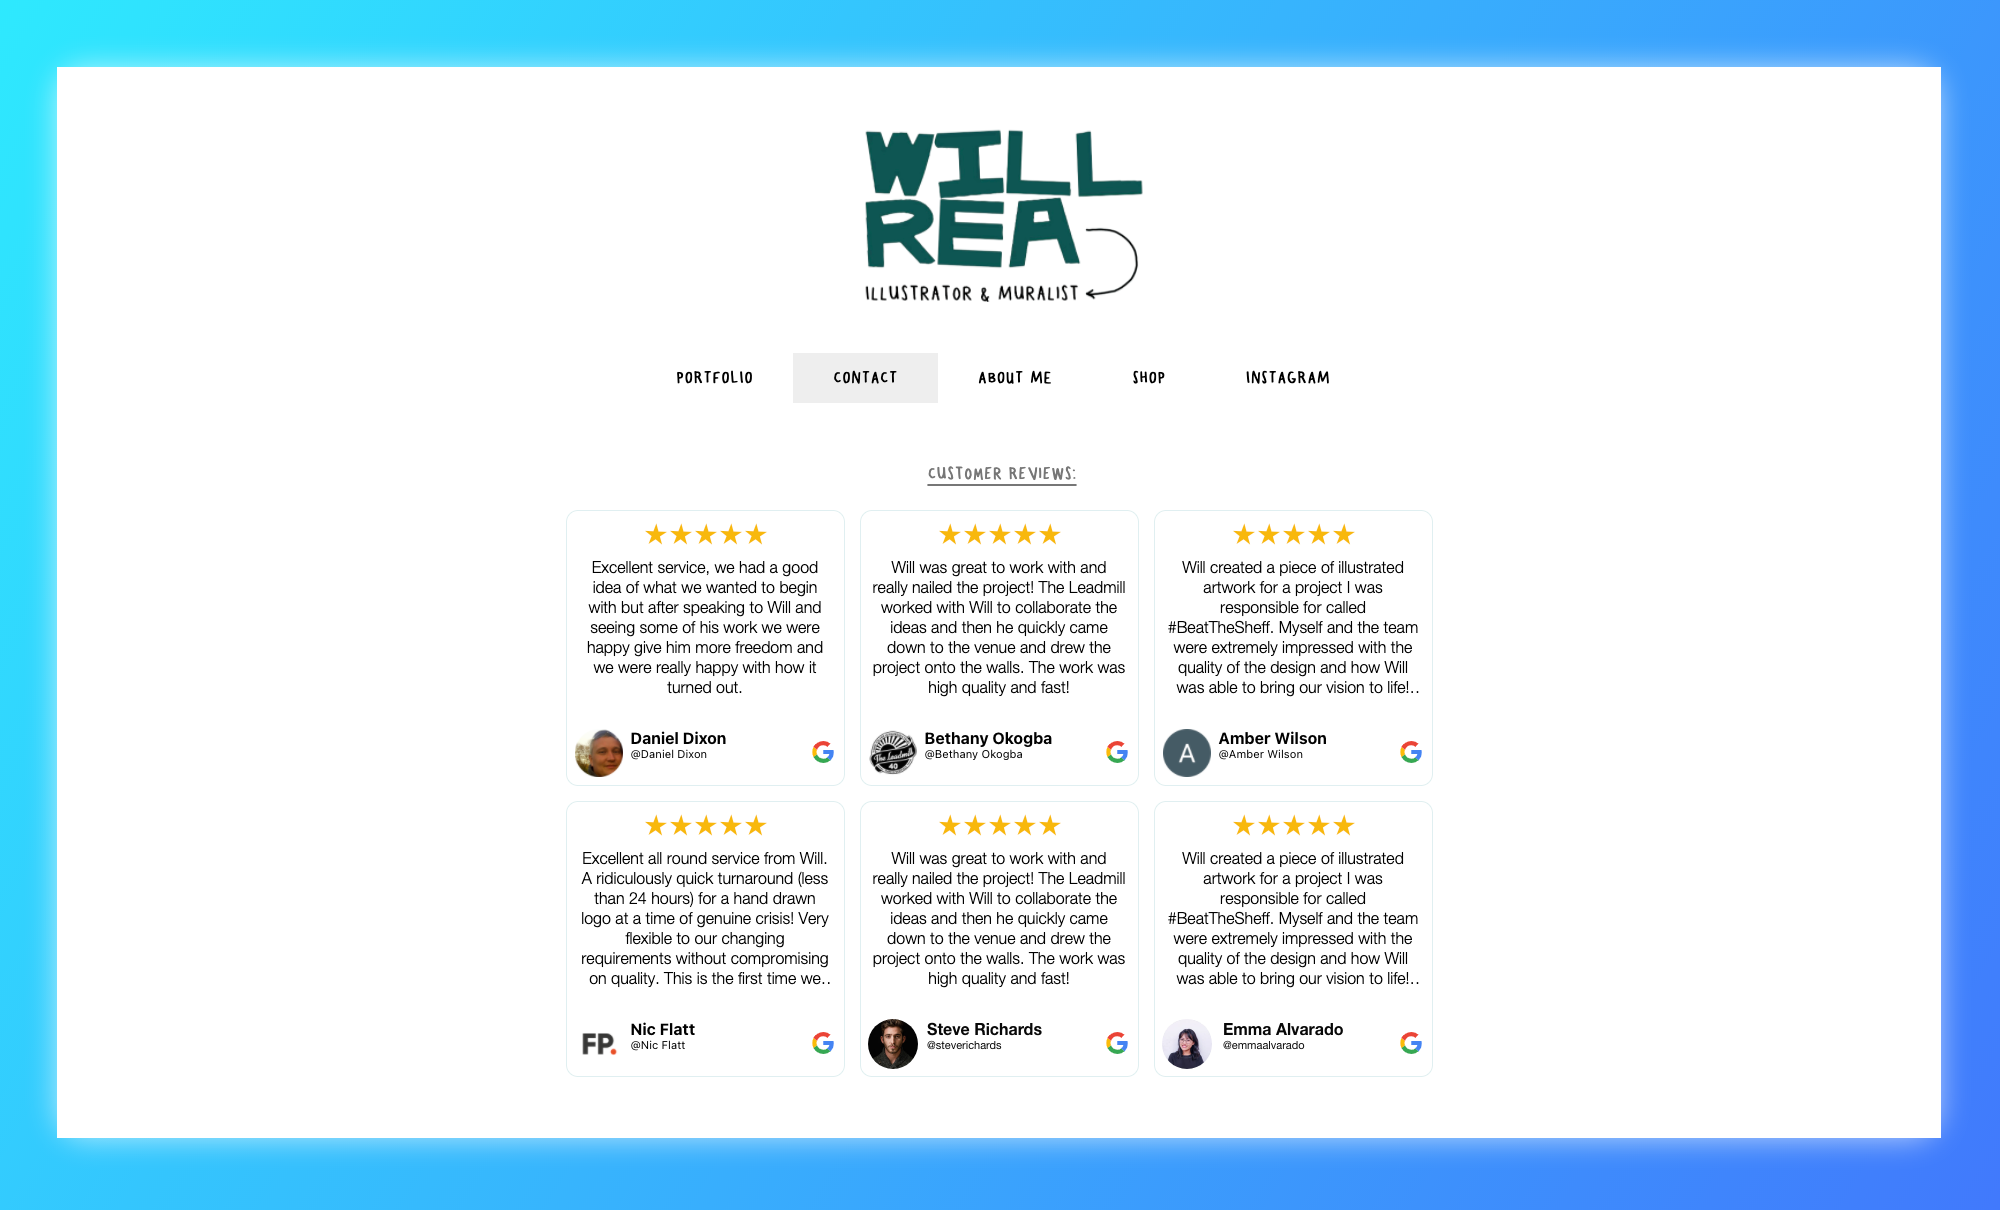 WILL
REA
ILLUSTRATOR & MURALIST
PORTFOLIO CONTACT ABOUT ME SHOP INSTAGRAM
CUSTOMER REVIEWS:
Excellent service, we had a good
idea of what we wanted to begin
with but after speaking to Will and
seeing some of his work we were
happy give him more freedom and
we were really happy with how it
turned out.
Daniel Dixon
@Daniel Dixon
Will was great to work with and
really nailed the project! The Leadmill
worked with Will to collaborate the
ideas and then he quickly came
down to the venue and drew the
project onto the walls. The work was
high quality and fast!
The Leadmill
40
Bethany Okogba
@Bethany Okogba
Will created a piece of illustrated
artwork for a project I was
responsible for called
#BeatTheSheff. Myself and the team
were extremely impressed with the
quality of the design and how Will
was able to bring our vision to life!..
A
Amber Wilson
@Amber Wilson
Excellent all round service from Will.
A ridiculously quick turnaround (less
than 24 hours) for a hand drawn
logo at a time of genuine crisis! Very
flexible to our changing
requirements without compromising
on quality. This is the first time we..
FP.
Nic Flatt
@Nic Flatt
Will was great to work with and
really nailed the project! The Leadmill
worked with Will to collaborate the
ideas and then he quickly came
down to the venue and drew the
project onto the walls. The work was
high quality and fast!
Steve Richards
@steverichards
Will created a piece of illustrated
artwork for a project I was
responsible for called
#BeatTheSheff. Myself and the team
were extremely impressed with the
quality of the design and how Will
was able to bring our vision to life!..
Emma Alvarado
@emmaalvarado